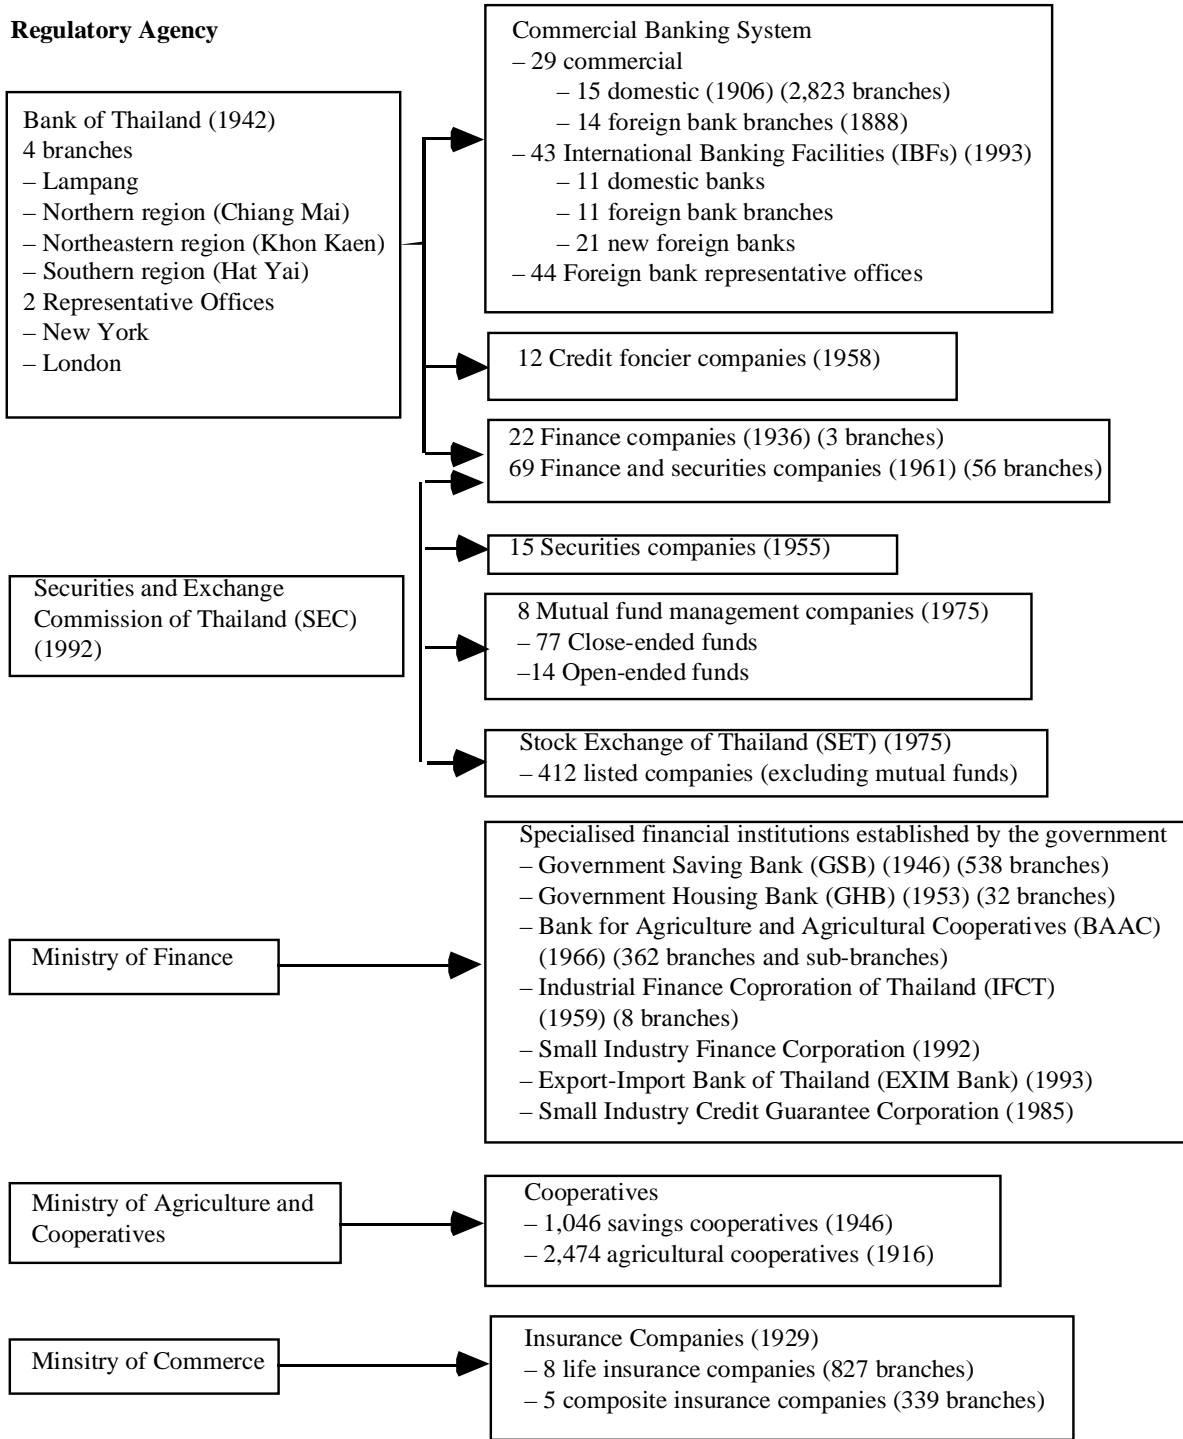 Regulatory Agency
Bank of Thailand (1942)
4 branches
– Lampang
– Northern region (Chiang Mai)
– Northeastern region (Khon Kaen)
– Southern region (Hat Yai)
2 Representative Offices
– New York
– London
Commercial Banking System
– 29 commercial
– 15 domestic (1906) (2,823 branches)
– 14 foreign bank branches (1888)
– 43 International Banking Facilities (IBFs) (1993)
– 11 domestic banks
– 11 foreign bank branches
– 21 new foreign banks
– 44 Foreign bank representative offices
12 Credit foncier companies (1958)
22 Finance companies (1936) (3 branches)
69 Finance and securities companies (1961) (56 branches)
Securities and Exchange
Commission of Thailand (SEC)
(1992)
15 Securities companies (1955)
8 Mutual fund management companies (1975)
– 77 Close-ended funds
–14 Open-ended funds
Stock Exchange of Thailand (SET) (1975)
– 412 listed companies (excluding mutual funds)
Ministry of Finance
Specialised financial institutions established by the government
– Government Saving Bank (GSB) (1946) (538 branches)
– Government Housing Bank (GHB) (1953) (32 branches)
– Bank for Agriculture and Agricultural Cooperatives (BAAC)
(1966) (362 branches and sub-branches)
– Industrial Finance Coproration of Thailand (IFCT)
(1959) (8 branches)
– Small Industry Finance Corporation (1992)
– Export-Import Bank of Thailand (EXIM Bank) (1993)
– Small Industry Credit Guarantee Corporation (1985)
Ministry of Agriculture and
Cooperatives
Cooperatives
– 1,046 savings cooperatives (1946)
– 2,474 agricultural cooperatives (1916)
Minsitry of Commerce
Insurance Companies (1929)
– 8 life insurance companies (827 branches)
– 5 composite insurance companies (339 branches)